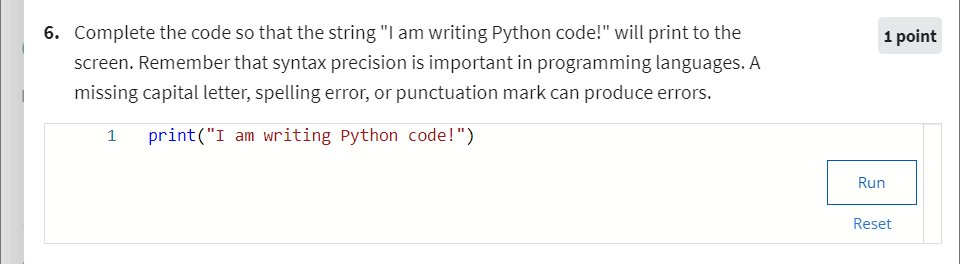 6. Complete the code so that the string "I am writing Python code!" will print to the
1 point
screen. Remember that syntax precision is important in programming languages. A
missing capital letter, spelling error, or punctuation mark can produce errors.
1 print("I am writing Python code!")
Run
Reset